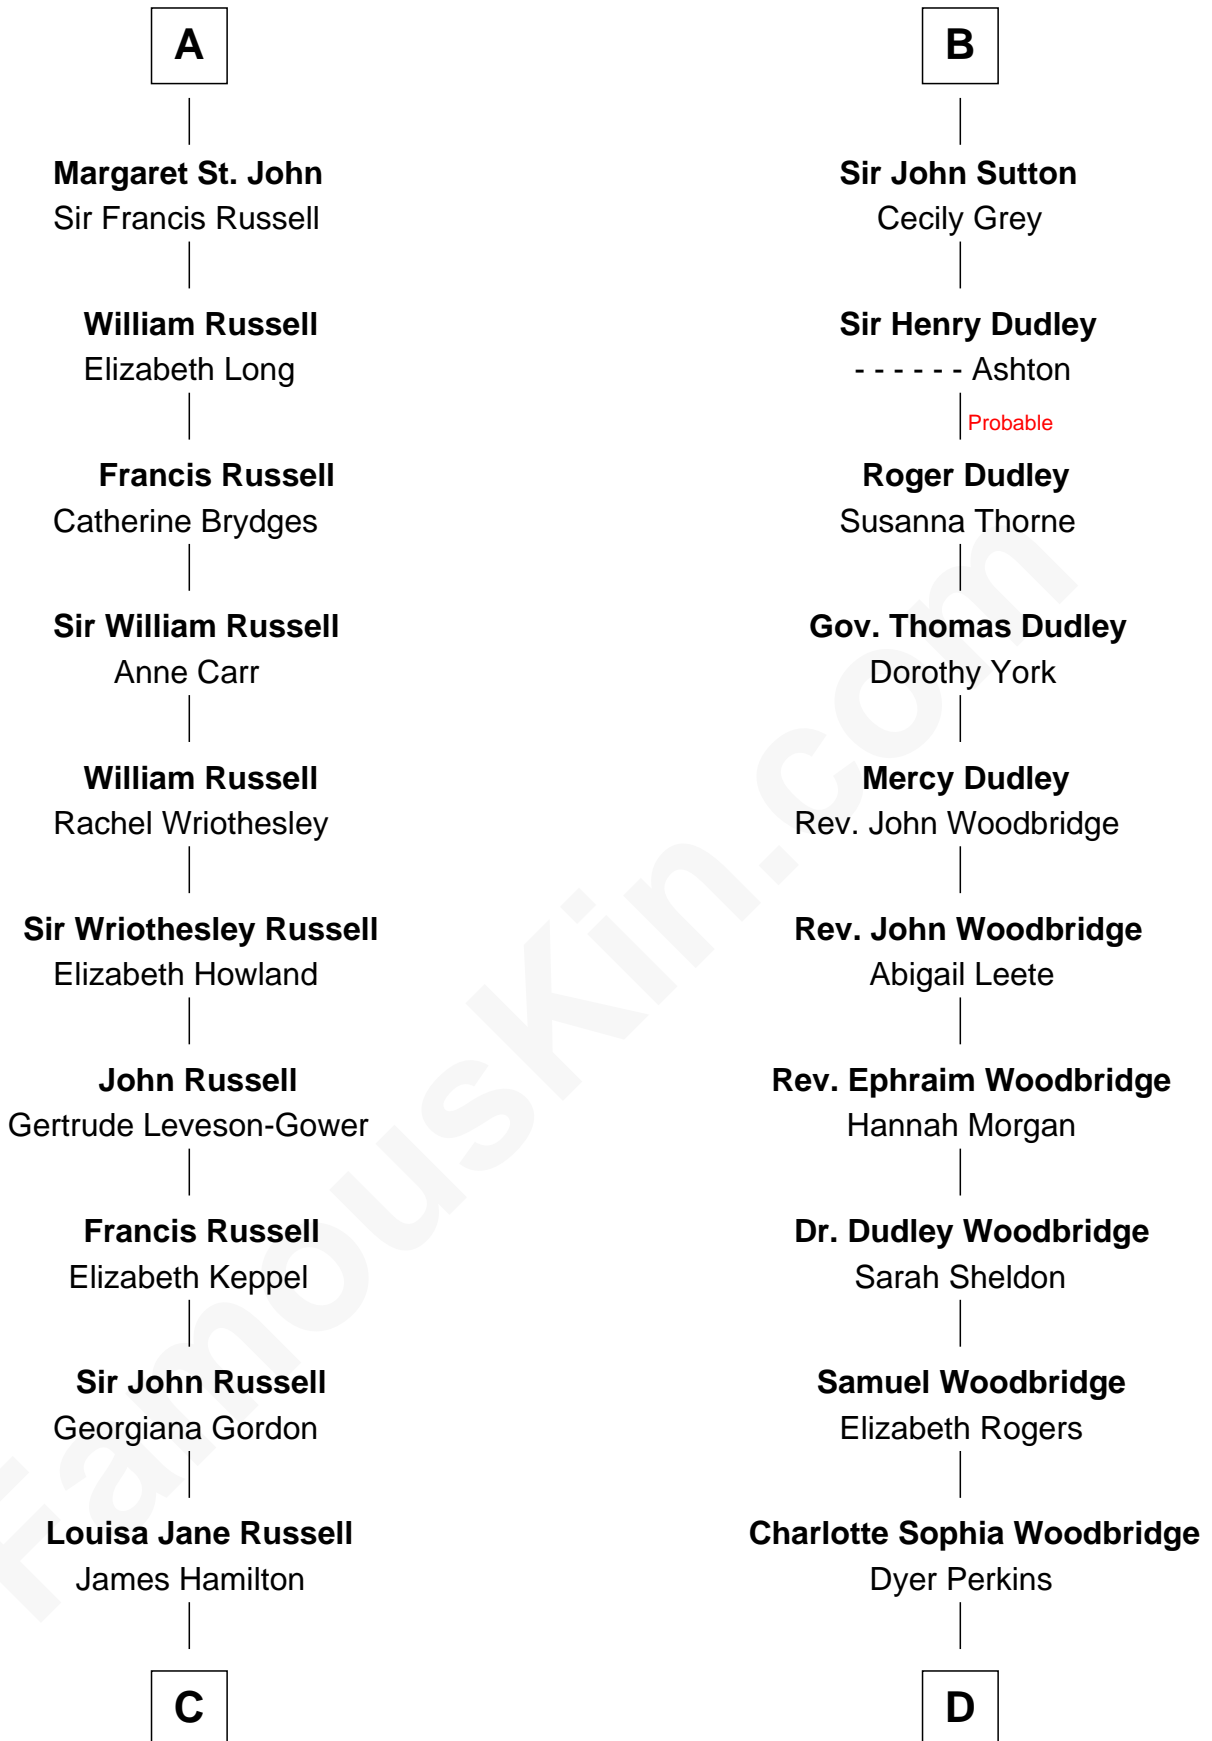 A
Margaret St. John
Sir Francis Russell
William Russell
Elizabeth Long
Francis Russell
Catherine Brydges
Sir William Russell
Anne Carr
William Russell
Rachel Wriothesley
Sir Wriothesley Russell
Elizabeth Howland
John Russell
Gertrude Leveson-Gower
Francis Russell
Elizabeth Keppel
Sir John Russell
Georgiana Gordon
Louisa Jane Russell
James Hamilton
C
B
Sir John Sutton
Cecily Grey
Sir Henry Dudley
- - - - - - Ashton
Probable
Roger Dudley
Susanna Thorne
Gov. Thomas Dudley
Dorothy York
Mercy Dudley
Rev. John Woodbridge
Rev. John Woodbridge
Abigail Leete
Rev. Ephraim Woodbridge
Hannah Morgan
Dr. Dudley Woodbridge
Sarah Sheldon
Samuel Woodbridge
Elizabeth Rogers
Charlotte Sophia Woodbridge
Dyer Perkins
D
FamousKin.com